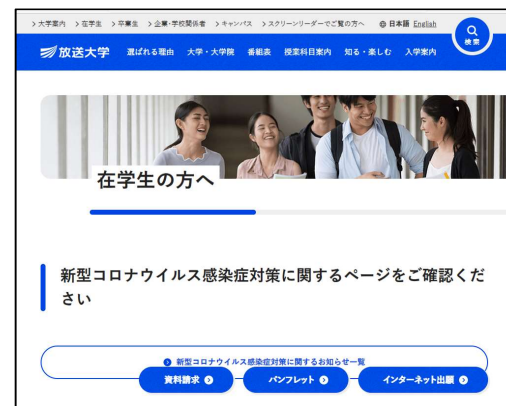 > 大学案内 > 在学生 > 卒業生 > 企業・学校関係者 > キャンパス > スクリーンリーダーでご覧の方へ 日本語 English
検索
放送大学 選ばれる理由 大学・大学院 番組表 授業科目案内 知る・楽しむ 入学案内
在学生の方へ
新型コロナウイルス感染症対策に関するページをご確認くだ
さい
新型コロナウイルス感染症対策に関するお知らせ一覧
資料請求 パンフレット インターネット出願